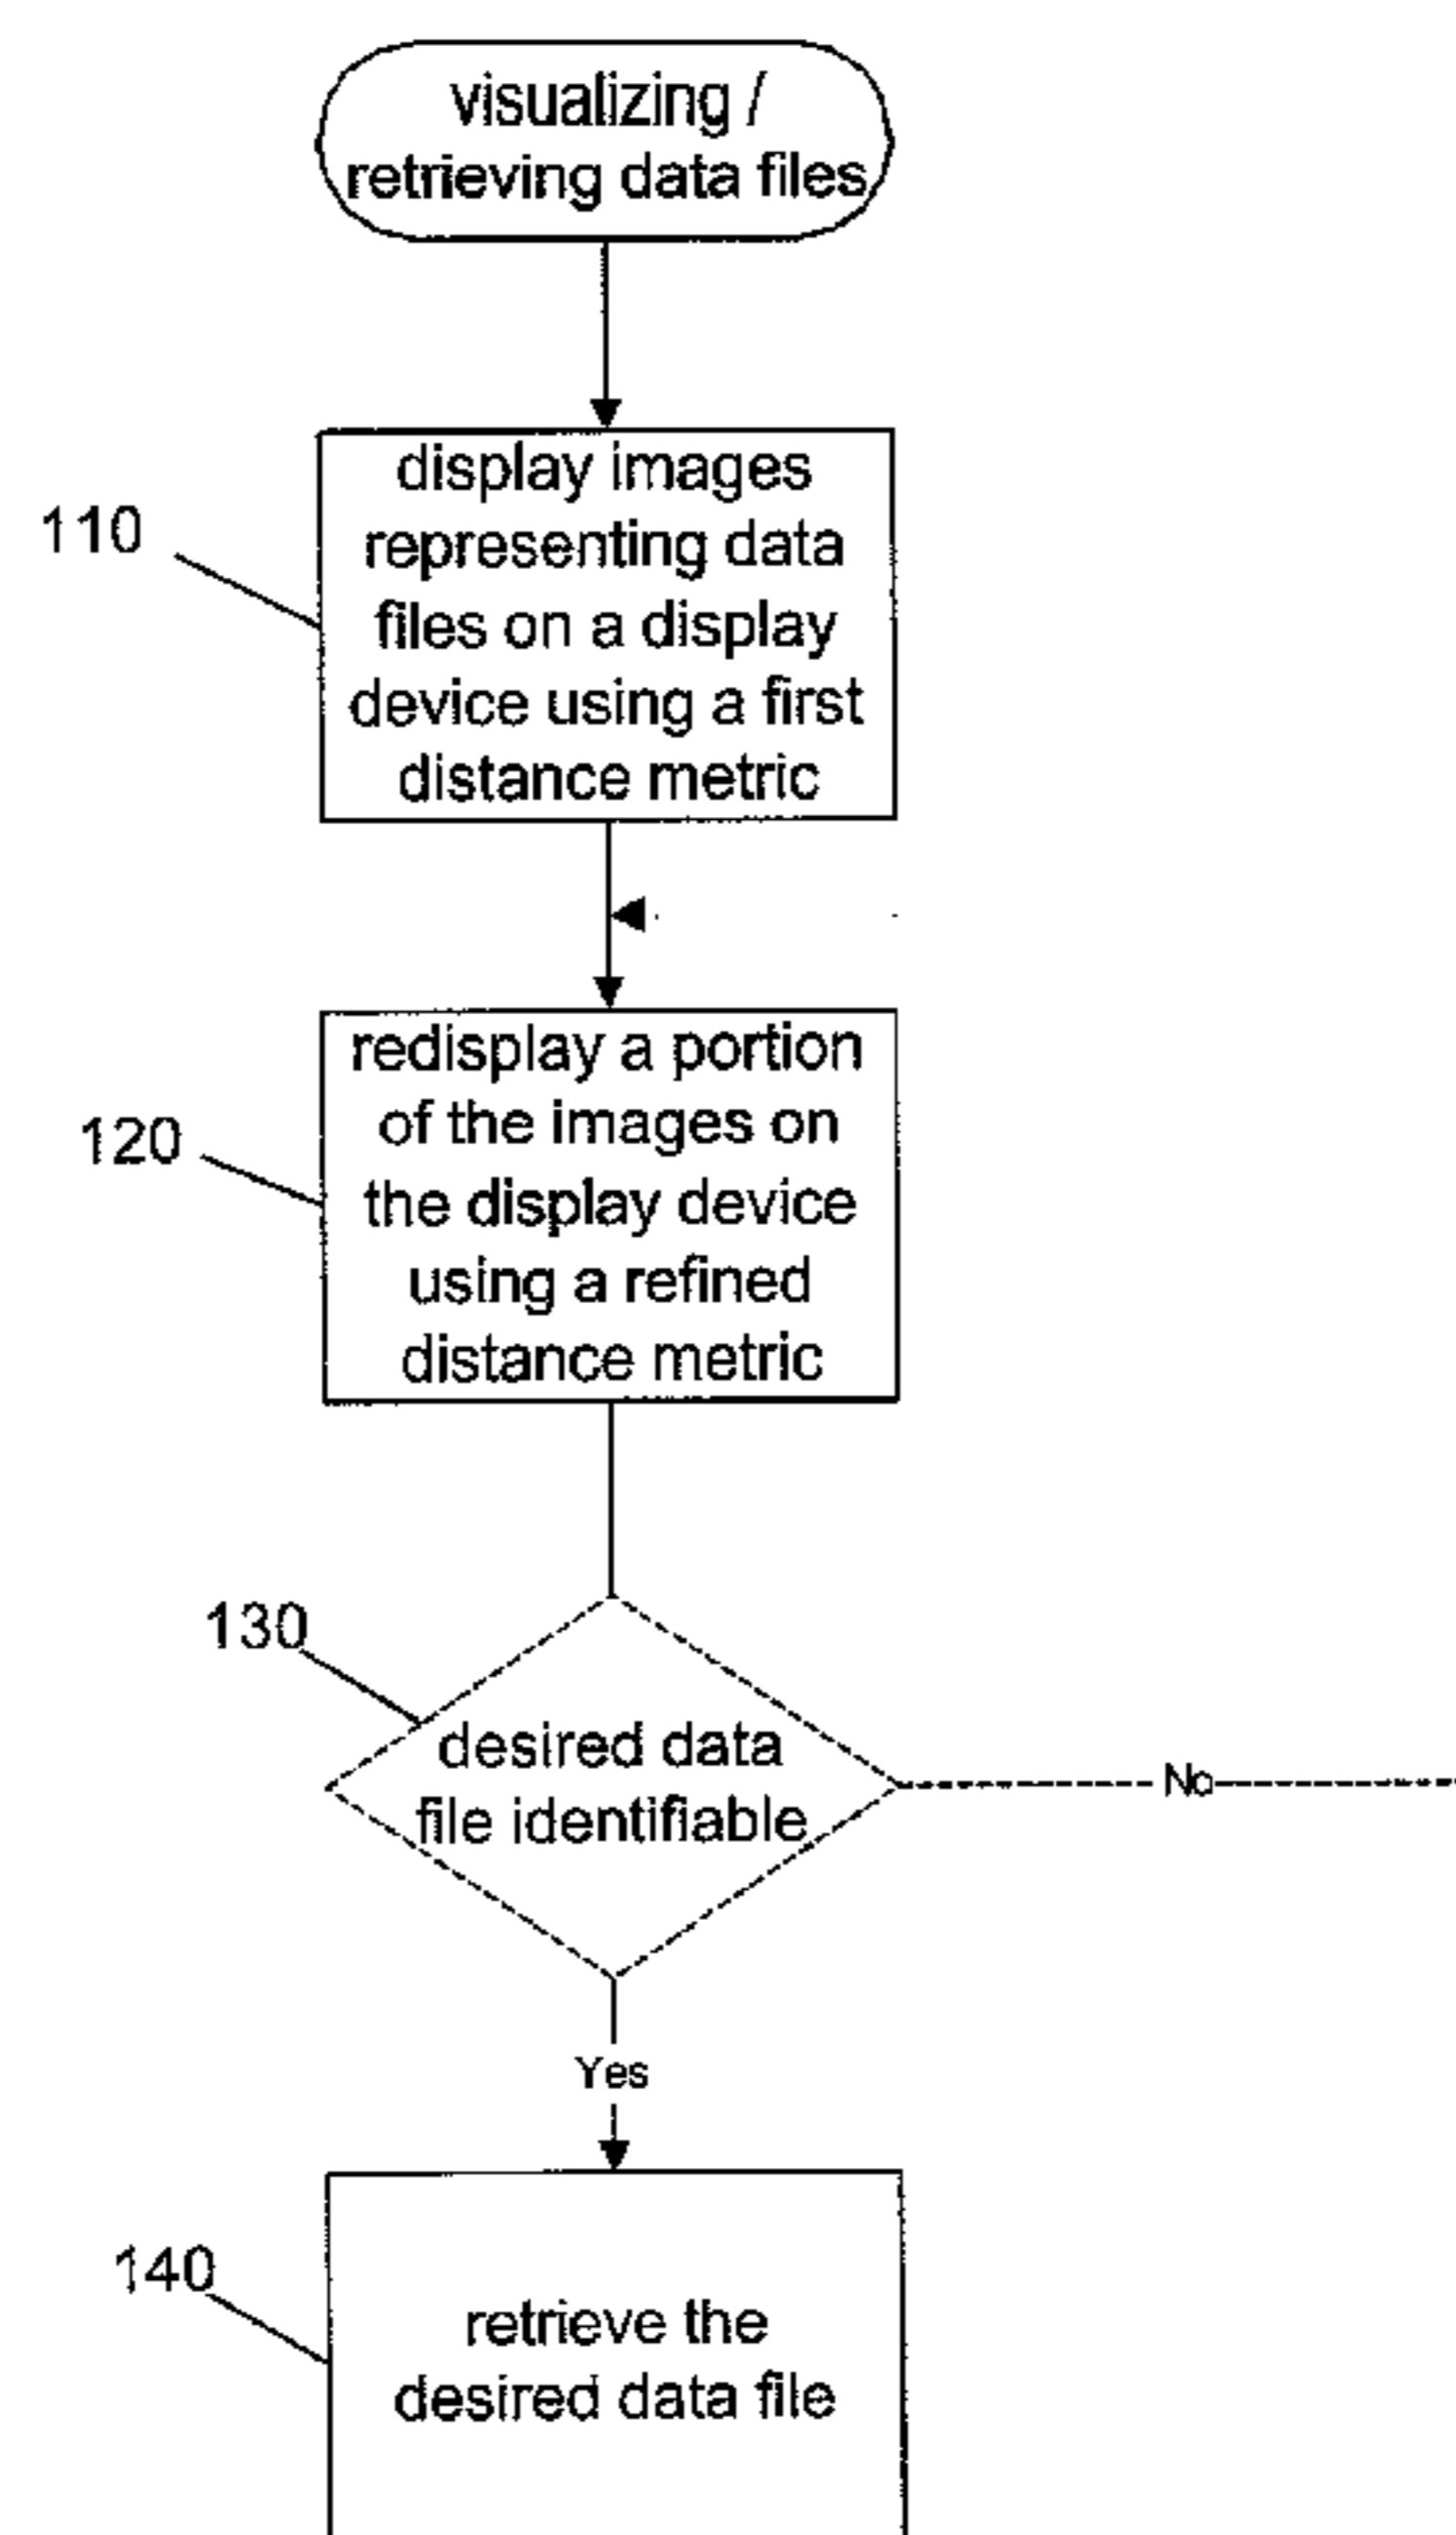 visualizing /
retrieving data files
110
display images
representing data
files on a display
device using a first
distance metric
120
redisplay a portion
of the images on
the display device
using a refined
distance metric
130
desired data
file identifiable
No
Yes
140
retrieve the
desired data file